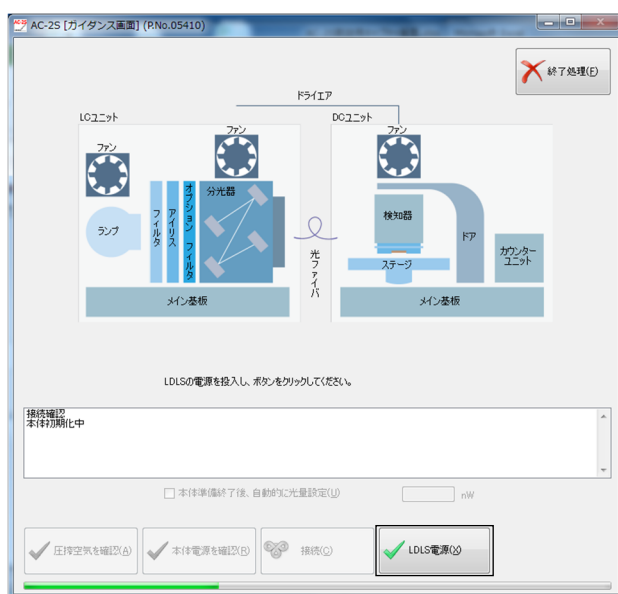 AC-2S [ガイダンス画面] (P.No.05410)
終了処理(F)
ドライエア
LCユニット
DCユニット
ファン
ファン
ファン
ランプ
フィルタ
アイリス
オプション フィルタ
分光器
光ファイバ
検知器
ステージ
ドア
カウンター
ユニット
メイン基板
メイン基板
LDLSの電源を投入し、ボタンをクリックしてください。
接続確認
本体初期化中
本体準備終了後、自動的に光量設定(U)
nW
圧搾空気を確認(A)
本体電源を確認(R)
接続(C)
LDLS電源(X)